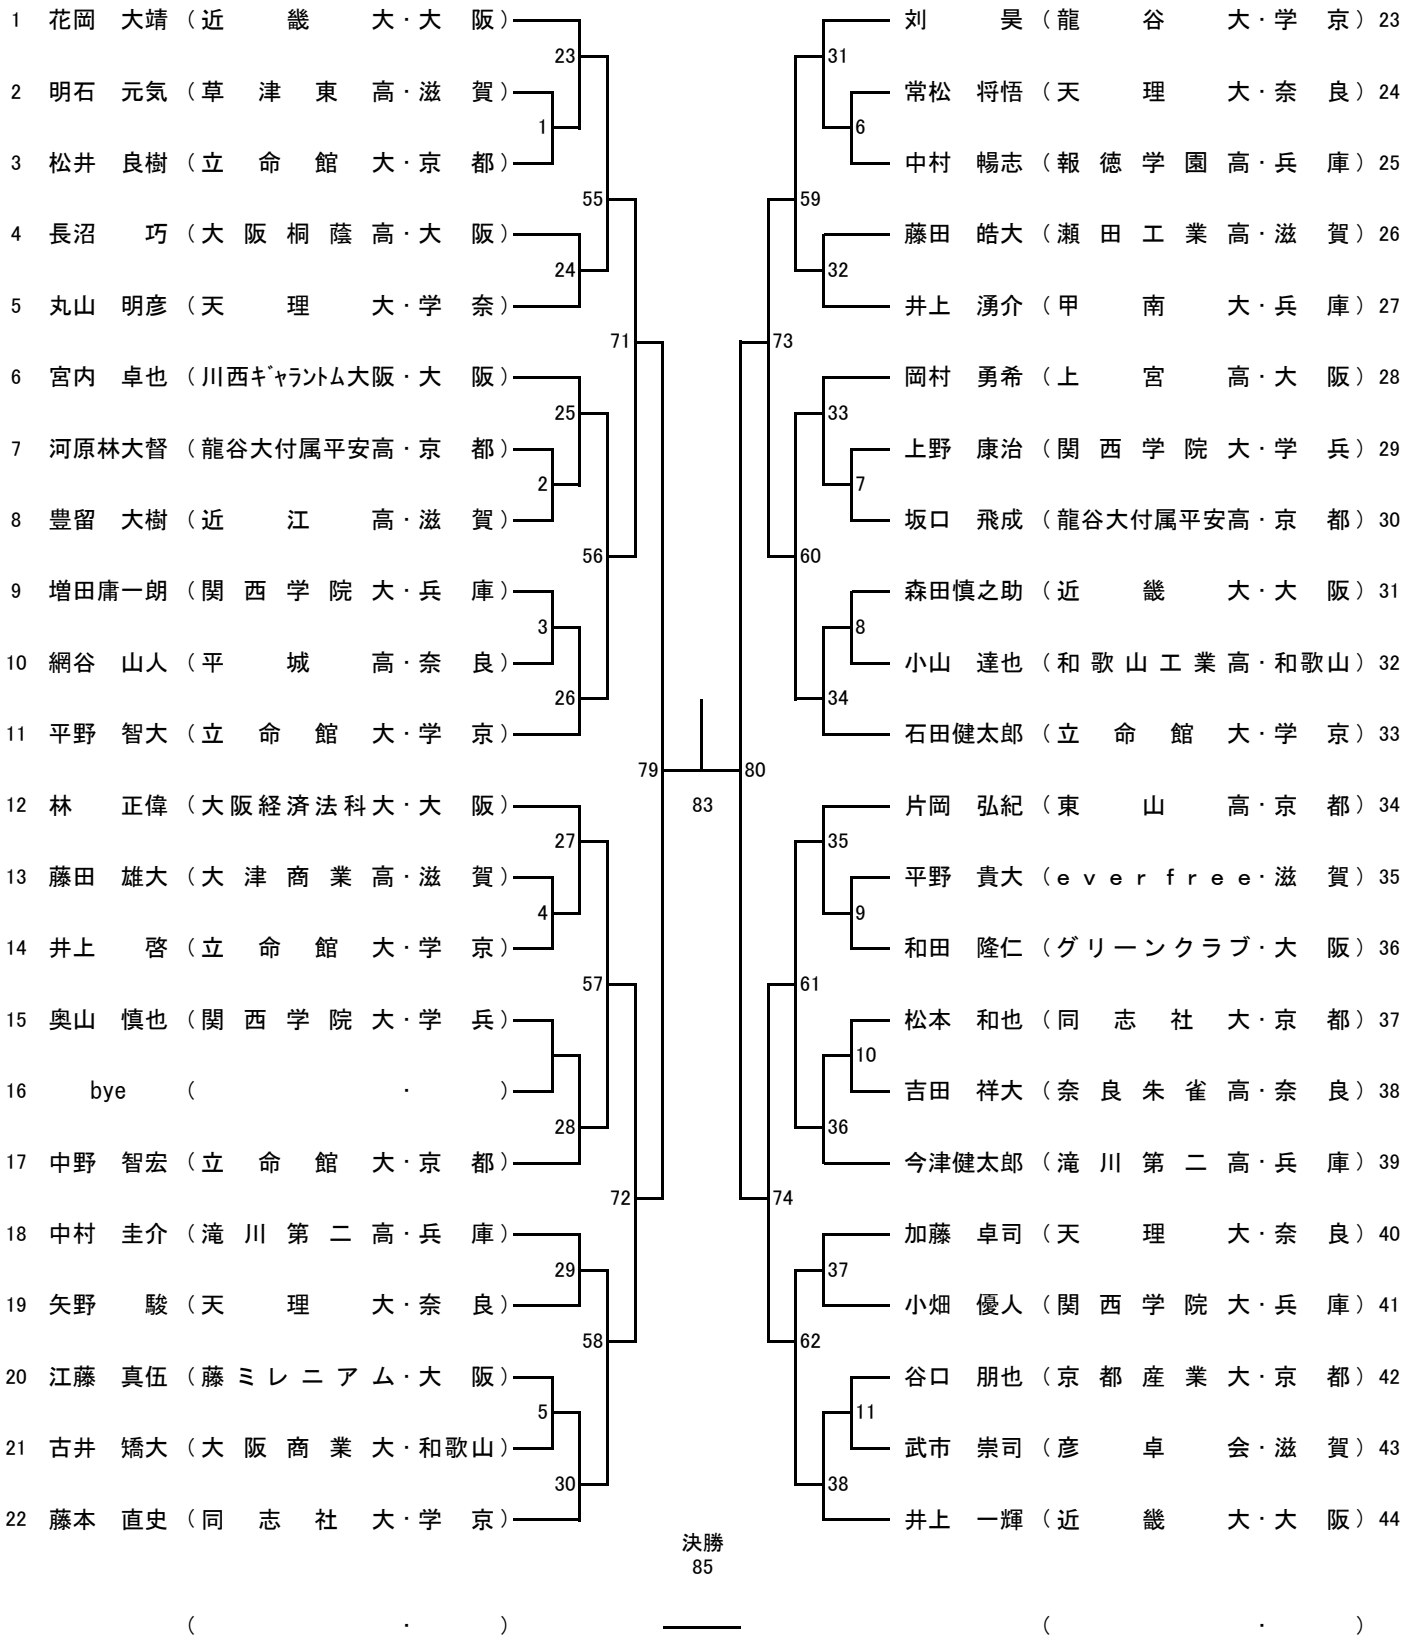 1 花岡 大靖 (近畿大・大阪)
23
2 明石 元気 (草津東高・滋賀)
1
3 松井 良樹 (立命館大・京都)
55
4 長沼 巧 (大阪桐蔭高・大阪)
24
5 丸山 明彦 (天理大・学奈)
71
6 宮内 卓也 (川西ｷﾞｬﾗﾝﾄﾑ大阪・大阪)
25
7 河原林大督 (龍谷大付属平安高・京都)
2
8 豊留 大樹 (近江高・滋賀)
56
9 増田庸一朗 (関西学院大・兵庫)
3
10 網谷 山人 (平城高・奈良)
26
11 平野 智大 (立命館大・学京)
79
12 林 正偉 (大阪経済法科大・大阪)
27
13 藤田 雄大 (大津商業高・滋賀)
4
14 井上 啓 (立命館大・学京)
57
15 奥山 慎也 (関西学院大・学兵)
16 bye ( ・ )
28
17 中野 智宏 (立命館大・京都)
72
18 中村 圭介 (滝川第二高・兵庫)
29
19 矢野 駿 (天理大・奈良)
58
20 江藤 真伍 (藤ミレニアム・大阪)
5
21 古井 矯大 (大阪商業大・和歌山)
30
22 藤本 直史 (同志社大・学京)
83
刘 昊 (龍谷大・学京) 23
31
常松 将悟 (天理大・奈良) 24
6
中村 暢志 (報徳学園高・兵庫) 25
59
藤田 皓大 (瀬田工業高・滋賀) 26
32
井上 湧介 (甲南大・兵庫) 27
73
岡村 勇希 (上宮高・大阪) 28
33
上野 康治 (関西学院大・学兵) 29
7
坂口 飛成 (龍谷大付属平安高・京都) 30
60
森田慎之助 (近畿大・大阪) 31
8
小山 達也 (和歌山工業高・和歌山) 32
34
石田健太郎 (立命館大・学京) 33
80
片岡 弘紀 (東山高・京都) 34
35
平野 貴大 (ｅｖｅｒｆｒｅｅ・滋賀) 35
9
和田 隆仁 (グリーンクラブ・大阪) 36
61
松本 和也 (同志社大・京都) 37
10
吉田 祥大 (奈良朱雀高・奈良) 38
36
今津健太郎 (滝川第二高・兵庫) 39
74
加藤 卓司 (天理大・奈良) 40
37
小畑 優人 (関西学院大・兵庫) 41
62
谷口 朋也 (京都産業大・京都) 42
11
武市 崇司 (彦卓会・滋賀) 43
38
井上 一輝 (近畿大・大阪) 44
決勝
85
( ・ ) ( ・ )